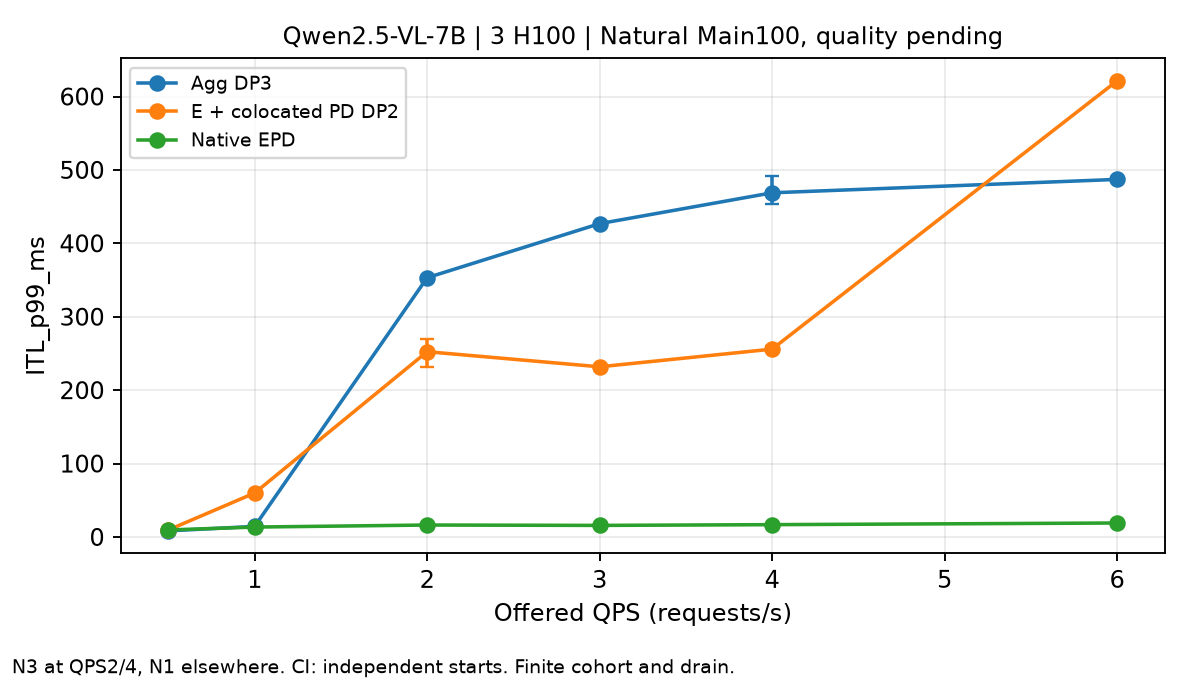 Qwen2.5-VL-7B | 3 H100 | Natural Main100, quality pending
Agg DP3
E + colocated PD DP2
Native EPD
ITL_p99_ms
600
500
400
300
200
100
0
1
2
3
4
5
6
Offered QPS (requests/s)
N3 at QPS2/4, N1 elsewhere. CI: independent starts. Finite cohort and drain.